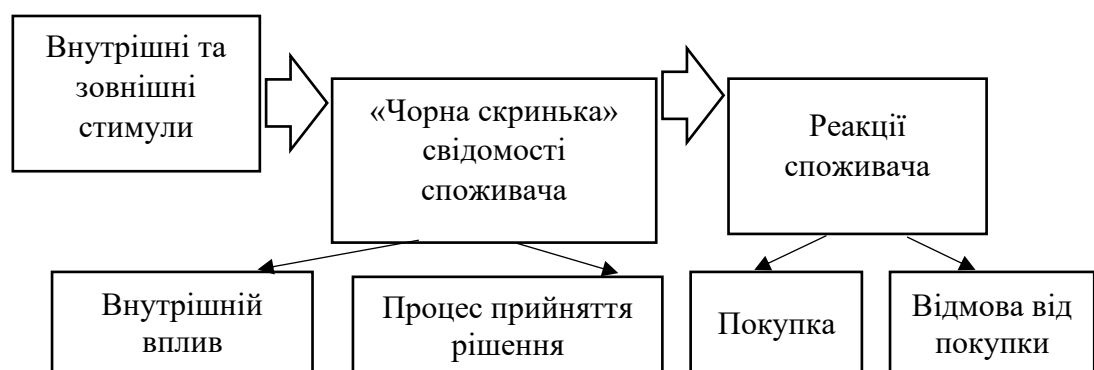 Внутрішні та
зовнішні
стимули
«Чорна скринька»
свідомості
споживача
Реакції
споживача
Внутрішній
вплив
Процес прийняття
рішення
Покупка
Відмова від
покупки